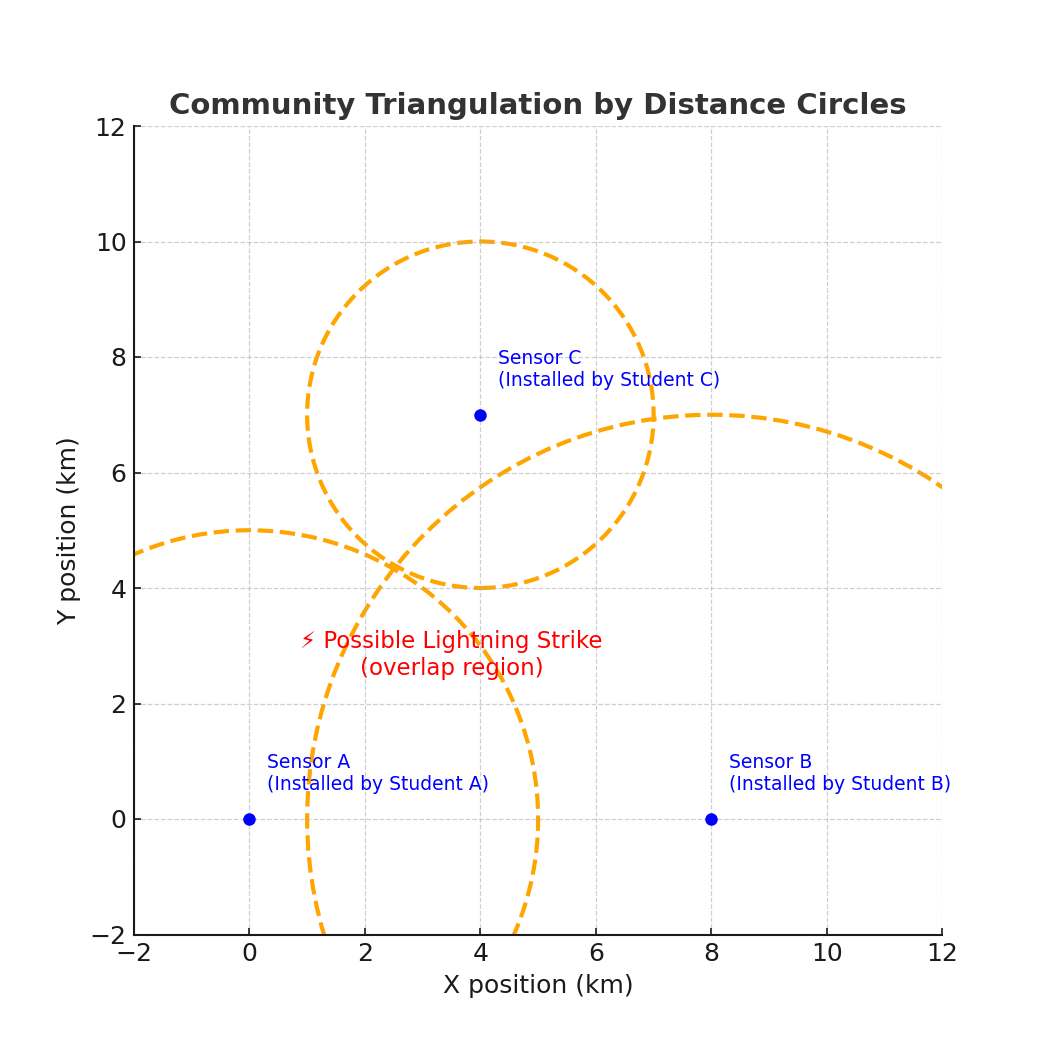 Community Triangulation by Distance Circles
12
10
8
6
4
2
0
−2
Y position (km)
Sensor C
(Installed by Student C)
⚡ Possible Lightning Strike
(overlap region)
Sensor A
(Installed by Student A)
Sensor B
(Installed by Student B)
−2 0 2 4 6 8 10 12
X position (km)